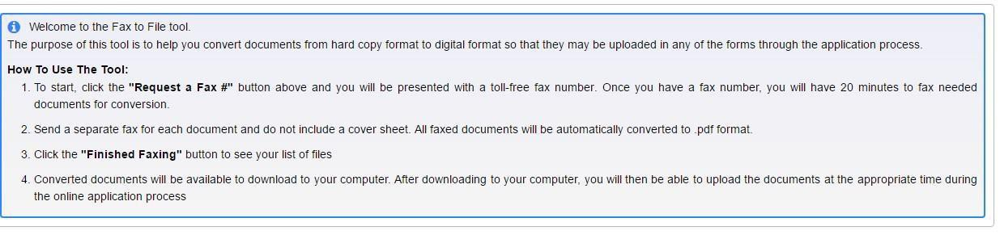 Welcome to the Fax to File tool.
The purpose of this tool is to help you convert documents from hard copy format to digital format so that they may be uploaded in any of the forms through the application process.
How To Use The Tool:
1. To start, click the "Request a Fax #" button above and you will be presented with a toll-free fax number. Once you have a fax number, you will have 20 minutes to fax needed
documents for conversion.
2. Send a separate fax for each document and do not include a cover sheet. All faxed documents will be automatically converted to .pdf format.
3. Click the "Finished Faxing" button to see your list of files
4. Converted documents will be available to download to your computer. After downloading to your computer, you will then be able to upload the documents at the appropriate time during
the online application process